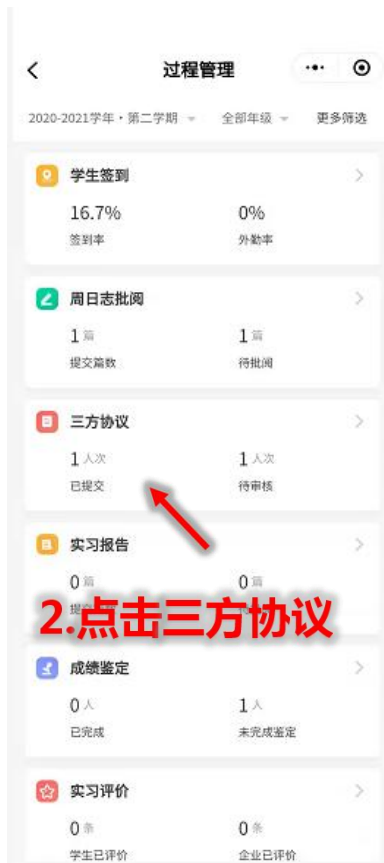 过程管理
2020-2021学年·第二学期 全部年级 更多筛选
学生签到
16.7% 0%
签到率 外勤率
周日志批阅
1篇 1篇
提交篇数 待批阅
三方协议
1人次 1人次
已提交 待审核
实习报告
0篇 0篇
2.点击三方协议
成绩鉴定
0人 1人
已完成 未完成鉴定
实习评价
0条 0条
学生已评价 企业已评价